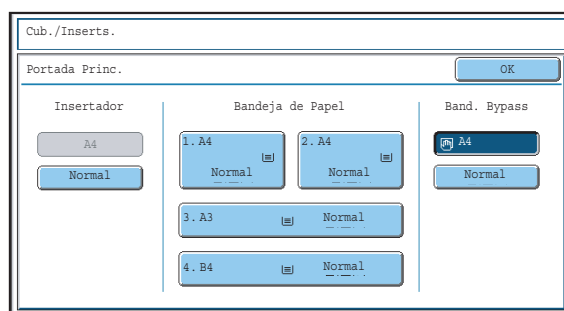 Cub./Inserts.
Portada Princ.
OK
Insertador
Bandeja de Papel
Band. Bypass
A4
Normal
1. A4
Normal
2. A4
Normal
3. A3 Normal
4. B4 Normal
A4
Normal